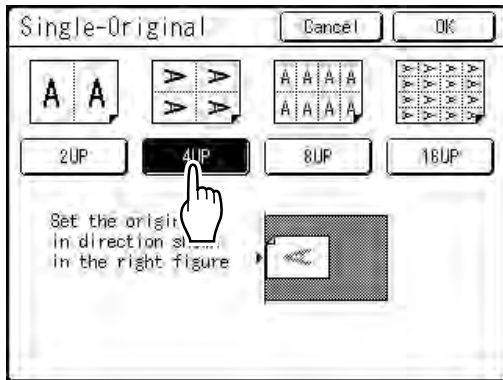 Single-Original Cancel OK
A A A A A A A A A A A A A A
A A A A A A A A
A A A A
A A A A
2UP 4UP 8UP 16UP
Set the
in direction
in the right figure
A